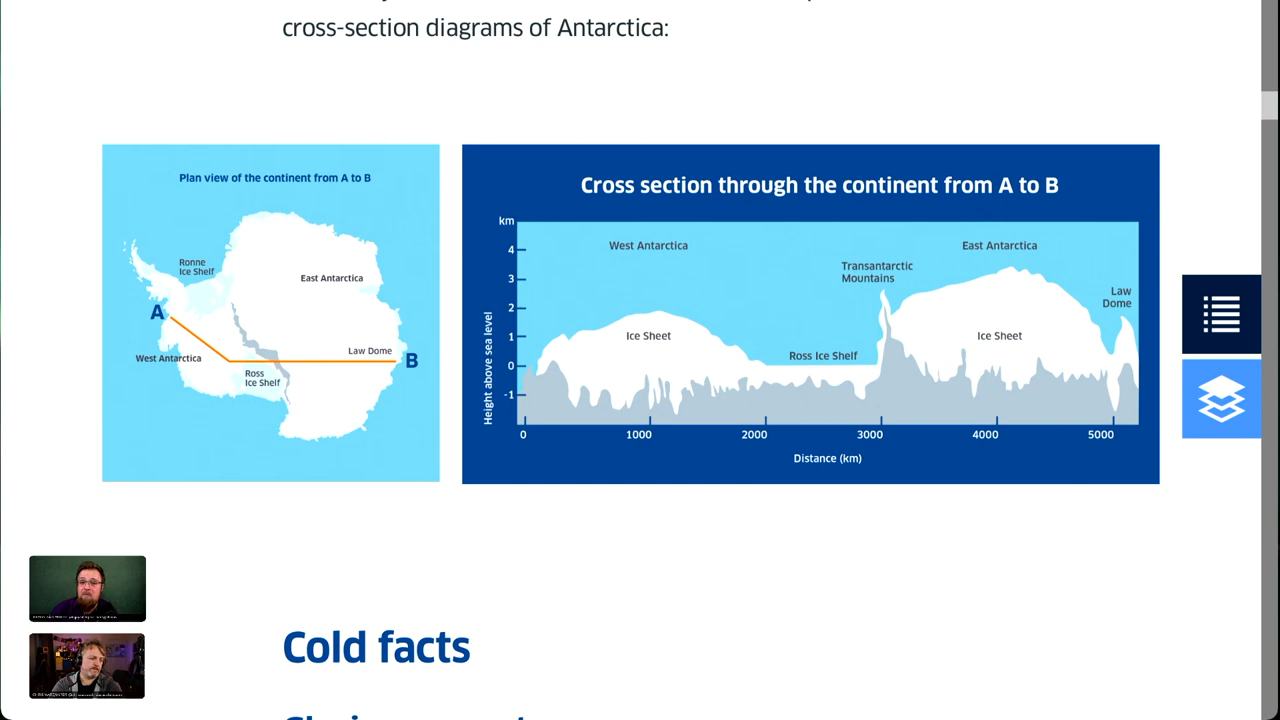 cross-section diagrams of Antarctica:
Plan view of the continent from A to B
Ronne
Ice Shelf
East Antarctica
A
West Antarctica
Law Dome
B
Ross
Ice Shelf
Cross section through the continent from A to B
km
West Antarctica
East Antarctica
4
Transantarctic
Mountains
3
Law
Dome
2
1
Ice Sheet
Ice Sheet
Ross Ice Shelf
0
-1
Height above sea level
0
1000
2000
3000
4000
5000
Distance (km)
Cold facts